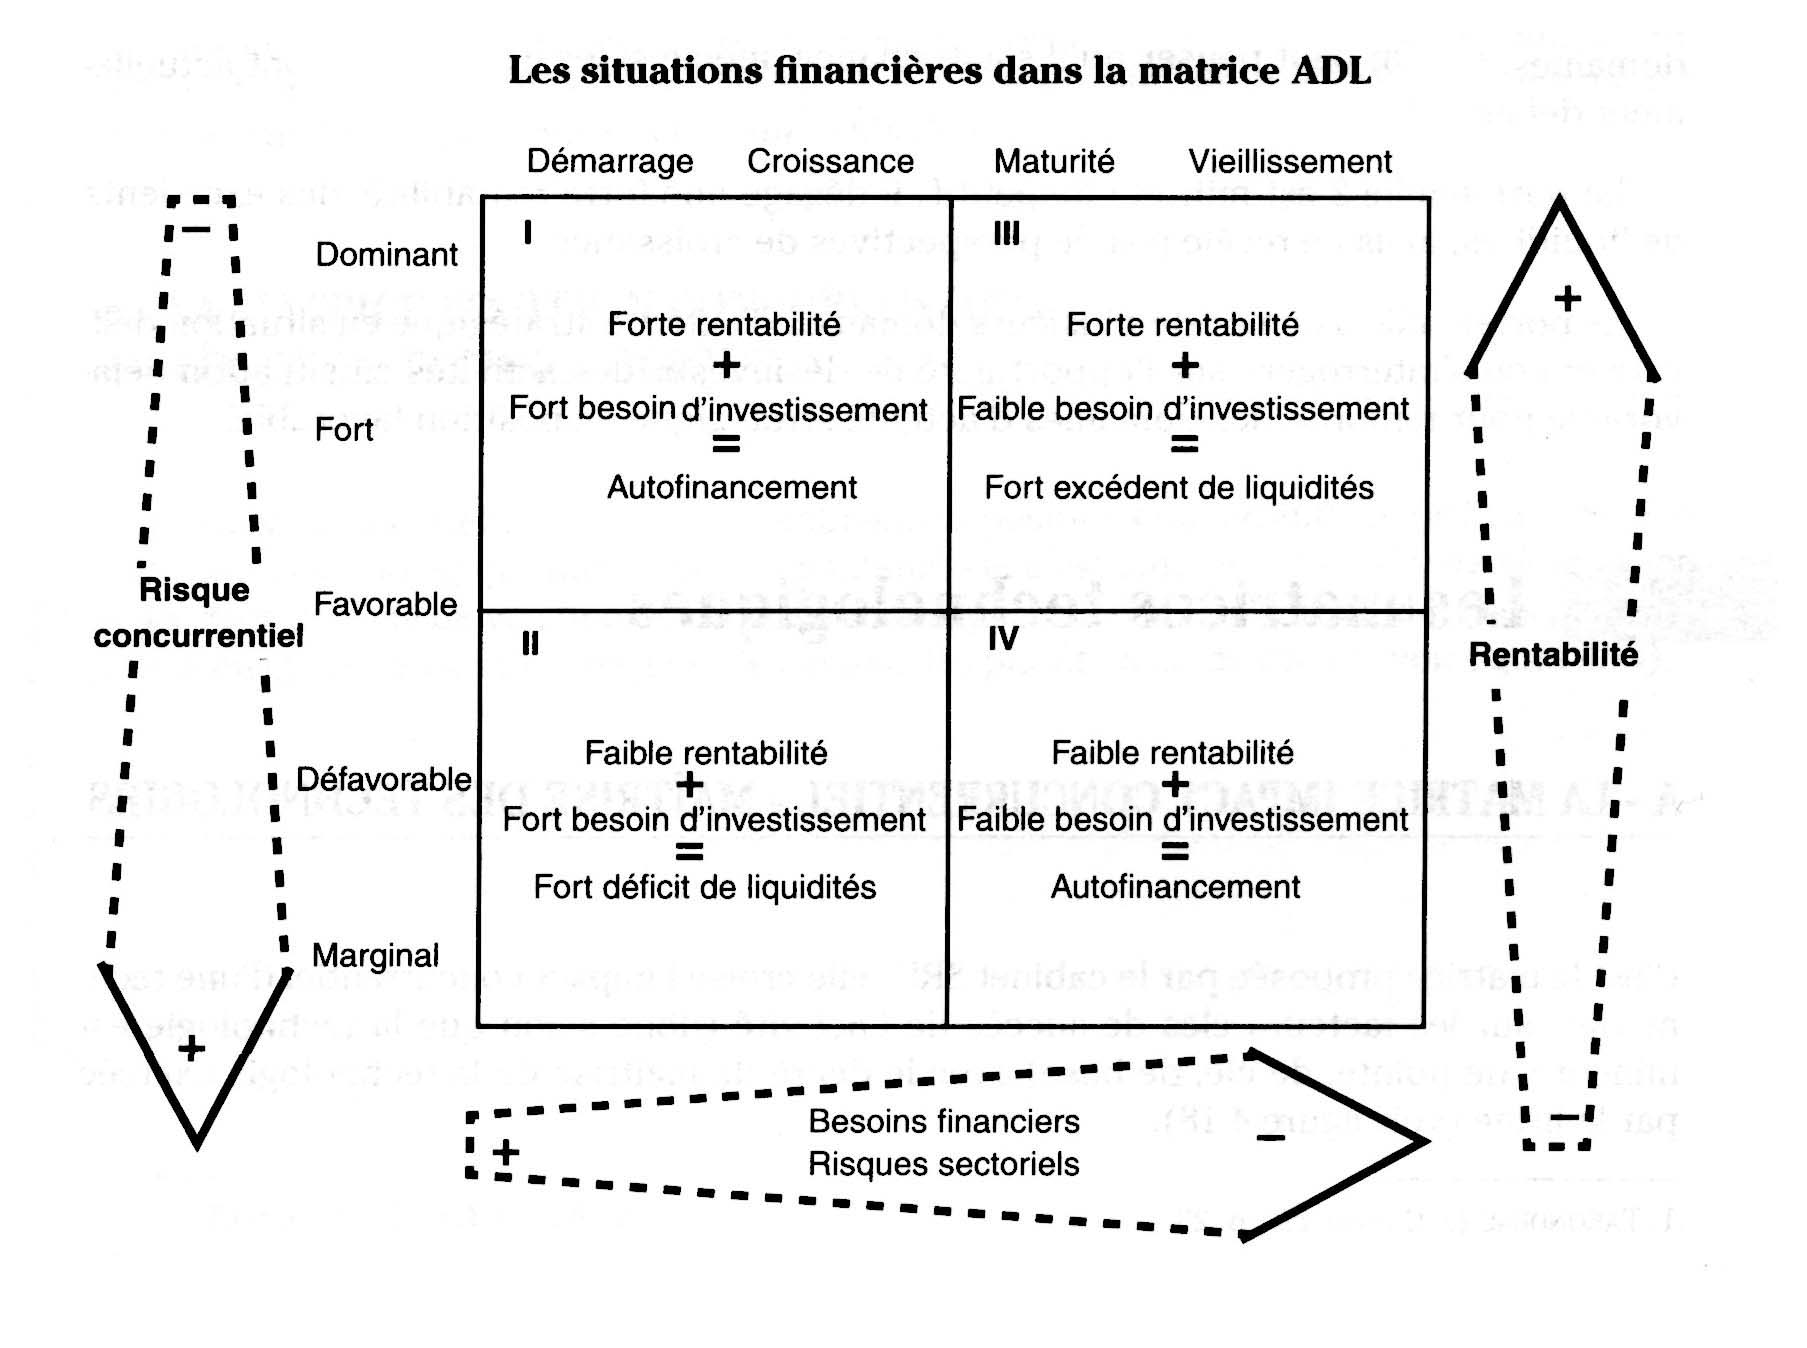 Les situations financières dans la matrice ADL
Démarrage Croissance Maturité Vieillissement
−
Dominant
Fort
Favorable
Défavorable
Marginal
Risque
concurrentiel
+
I
Forte rentabilité
+
Fort besoin d'investissement
=
Autofinancement
III
Forte rentabilité
+
Faible besoin d'investissement
=
Fort excédent de liquidités
II
Faible rentabilité
+
Fort besoin d'investissement
=
Fort déficit de liquidités
IV
Faible rentabilité
+
Faible besoin d'investissement
=
Autofinancement
+
Rentabilité
−
+
Besoins financiers
Risques sectoriels
−